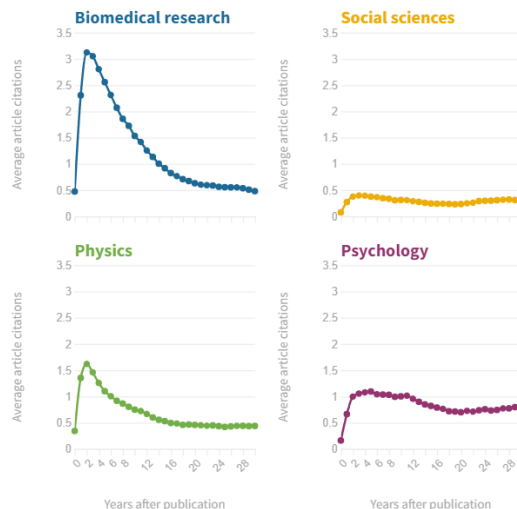 Biomedical research
3.5
3
2.5
2
1.5
1
0.5
0
Average article citations
Social sciences
3.5
3
2.5
2
1.5
1
0.5
0
Average article citations
Physics
3.5
3
2.5
2
1.5
1
0.5
0
Average article citations
0 2 4 6 8 12 16 20 24 28
Years after publication
Psychology
3.5
3
2.5
2
1.5
1
0.5
0
Average article citations
0 2 4 6 8 12 16 20 24 28
Years after publication